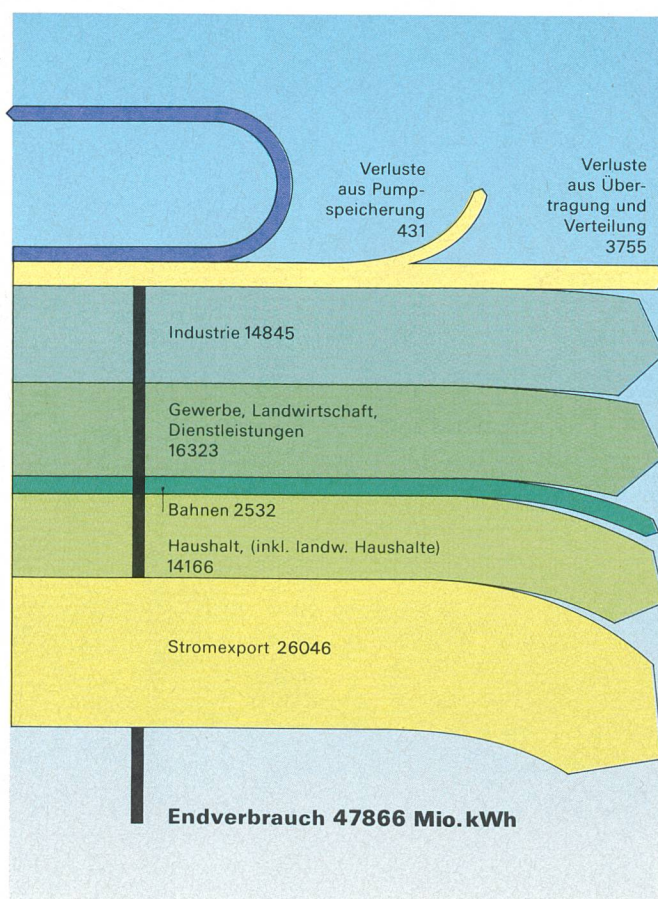 Verluste
aus Pump-
speicherung
431
Verluste
aus Über-
tragung und
Verteilung
3755
Industrie 14845
Gewerbe, Landwirtschaft,
Dienstleistungen
16323
Bahnen 2532
Haushalt, (inkl. landw. Haushalte)
14166
Stromexport 26046
Endverbrauch 47866 Mio. kWh